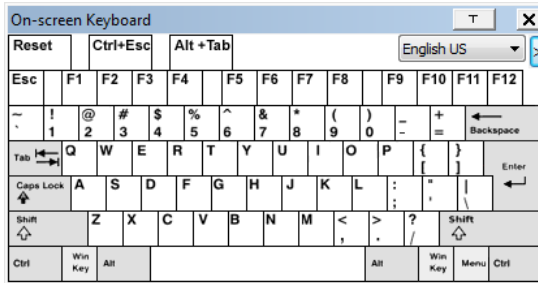 On-screen Keyboard T X
Reset Ctrl+Esc Alt +Tab English US >
Esc F1 F2 F3 F4 F5 F6 F7 F8 F9 F10 F11 F12
~ ! @ # $ % ^ & * ( ) _ +
` 1 2 3 4 5 6 7 8 9 0 - = Backspace
Tab Q W E R T Y U I O P { }
[ ] Enter
Caps Lock A S D F G H J K L : " |
; ' \
Shift Z X C V B N M < > ? Shift
, . /
Ctrl Win Key Alt Alt Win Key Menu Ctrl